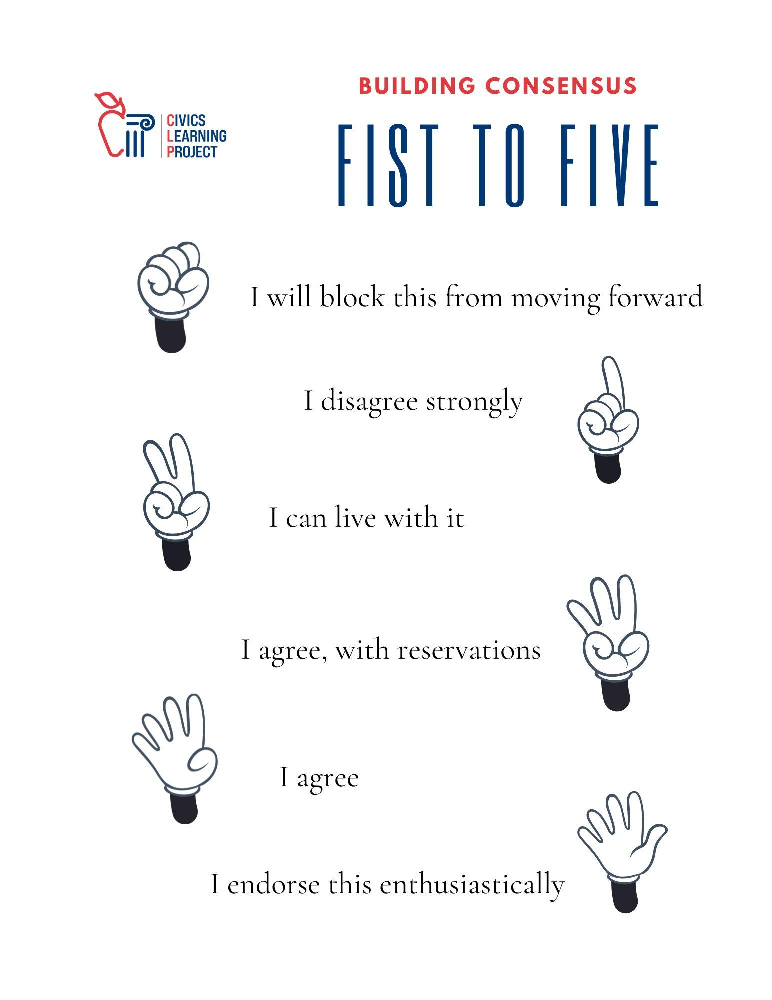 BUILDING CONSENSUS
CIVICS
LEARNING
PROJECT
FIST TO FIVE
I will block this from moving forward
I disagree strongly
I can live with it
I agree, with reservations
I agree
I endorse this enthusiastically